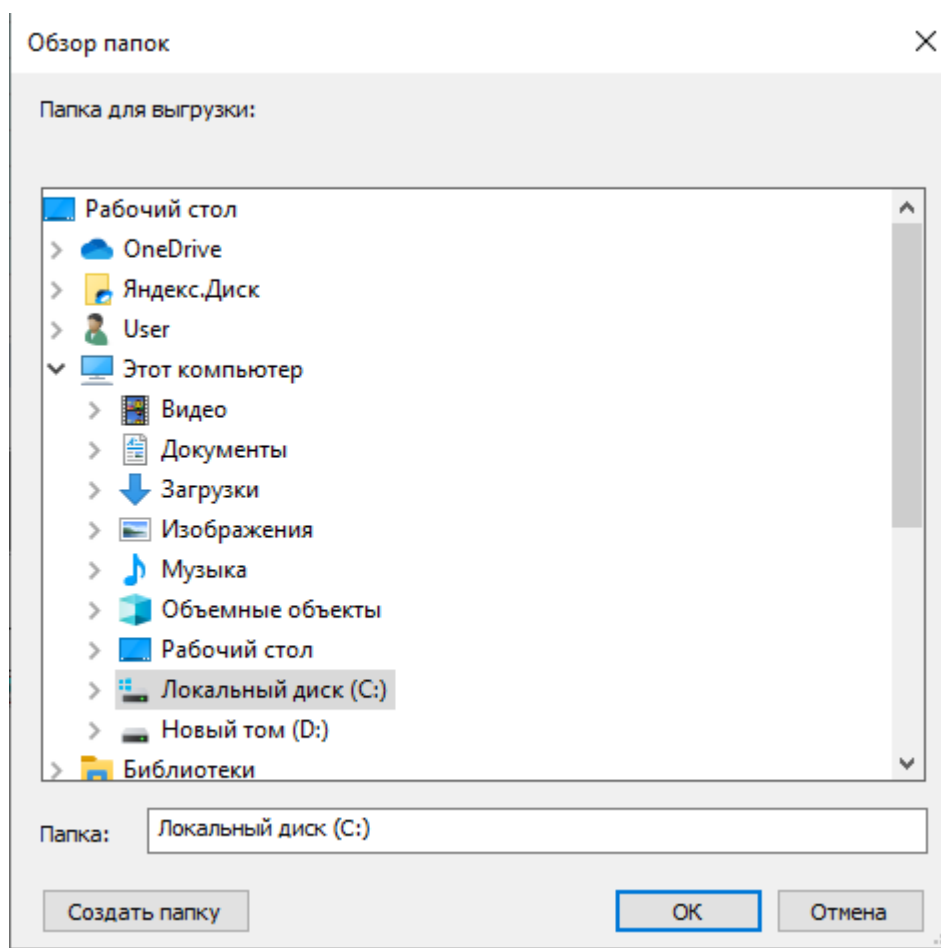 Обзор папок
Папка для выгрузки:
Рабочий стол
OneDrive
Яндекс.Диск
User
Этот компьютер
Видео
Документы
Загрузки
Изображения
Музыка
Объемные объекты
Рабочий стол
Локальный диск (C:)
Новый том (D:)
Библиотеки
Папка: Локальный диск (C:)
Создать папку ОК Отмена